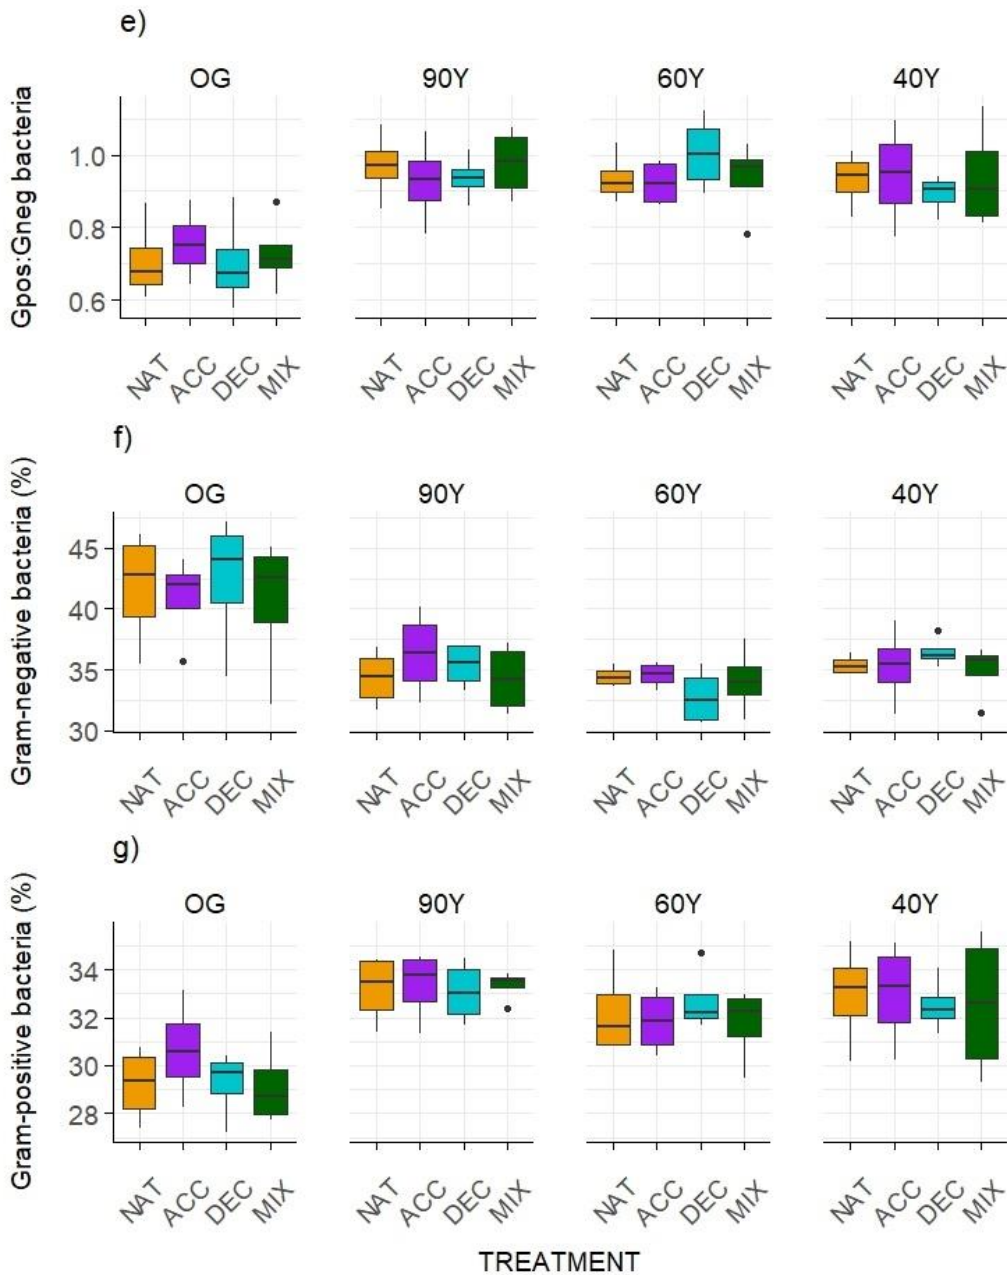 e)
OG 90Y 60Y 40Y
Gpos:Gneg bacteria
1.0
0.8
0.6
NAT ACC DEC MIX NAT ACC DEC MIX NAT ACC DEC MIX NAT ACC DEC MIX
f)
OG 90Y 60Y 40Y
Gram-negative bacteria (%)
45
40
35
30
NAT ACC DEC MIX NAT ACC DEC MIX NAT ACC DEC MIX NAT ACC DEC MIX
g)
OG 90Y 60Y 40Y
Gram-positive bacteria (%)
34
32
30
28
NAT ACC DEC MIX NAT ACC DEC MIX NAT ACC DEC MIX NAT ACC DEC MIX
TREATMENT